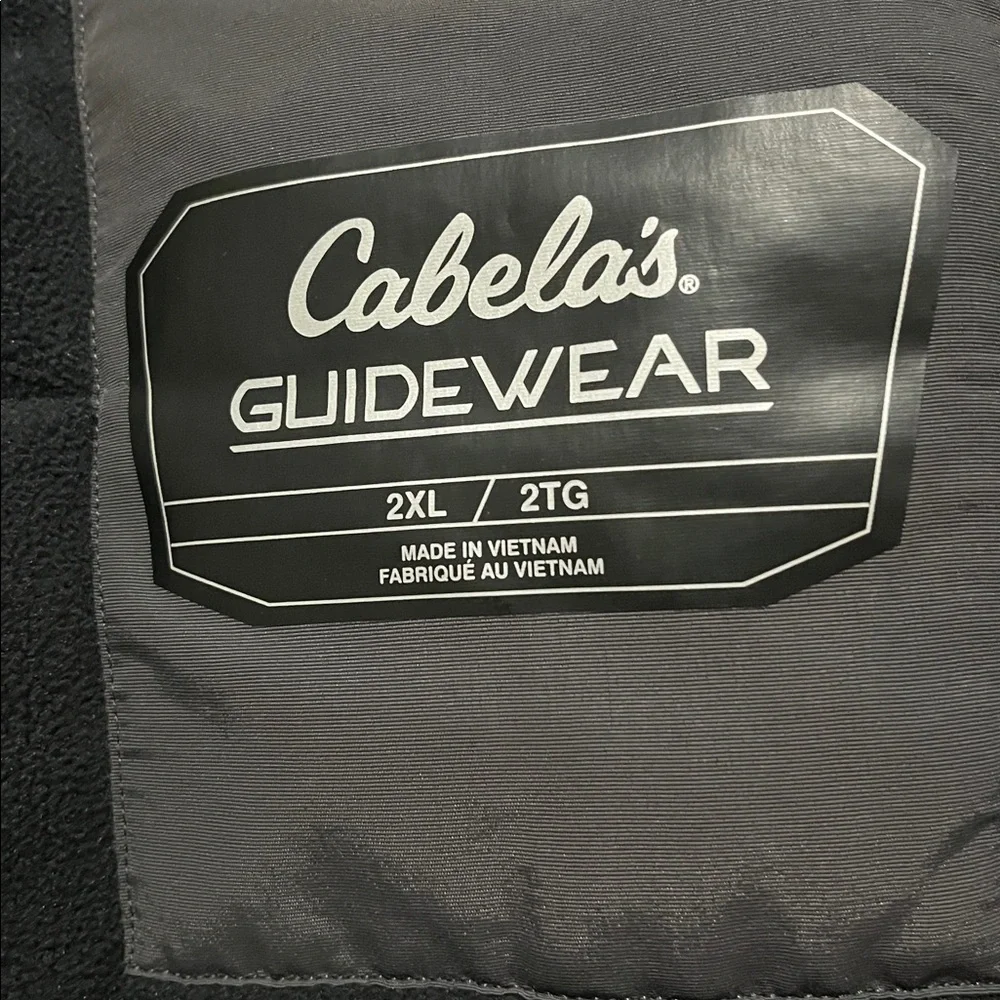 Cabela's®
GUIDEWEAR
2XL / 2TG
MADE IN VIETNAM
FABRIQUÉ AU VIETNAM